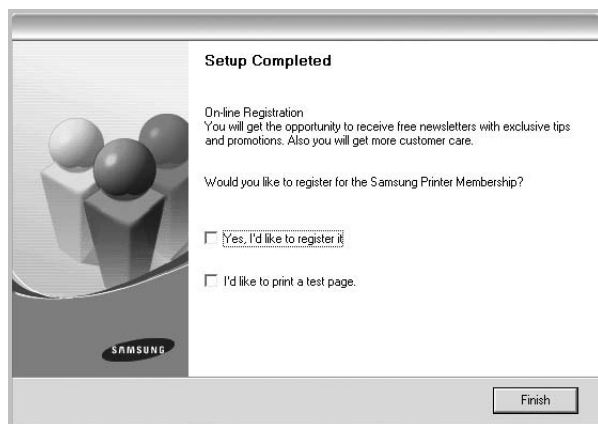 Setup Completed
On-line Registration
You will get the opportunity to receive free newsletters with exclusive tips
and promotions. Also you will get more customer care.
Would you like to register for the Samsung Printer Membership?
Yes, I'd like to register it
I'd like to print a test page.
SAMSUNG
Finish